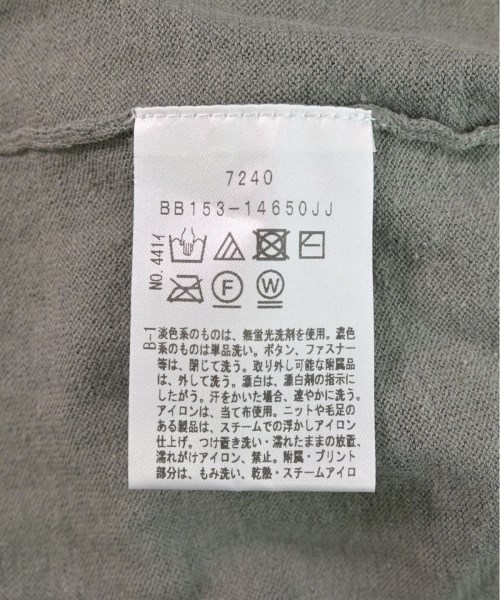 7240
BB153-14650JJ
NO.441イ
F
W
B-1
淡色系のものは、無蛍光洗剤を使用。濃色
系のものは単品洗い。ボタン、ファスナー
等は、閉じて洗う。取り外し可能な附属品
は、外して洗う。漂白は、漂白剤の指示に
したがう。汗をかいた場合、速やかに洗う。
アイロンは、当て布使用。ニットや毛足の
ある製品は、スチームでの浮かしアイロン
仕上げ。つけ置き洗い・濡れたままの放置、
濡れがけアイロン、禁止。附属・プリント
部分は、もみ洗い、乾塾・スチームアイロ